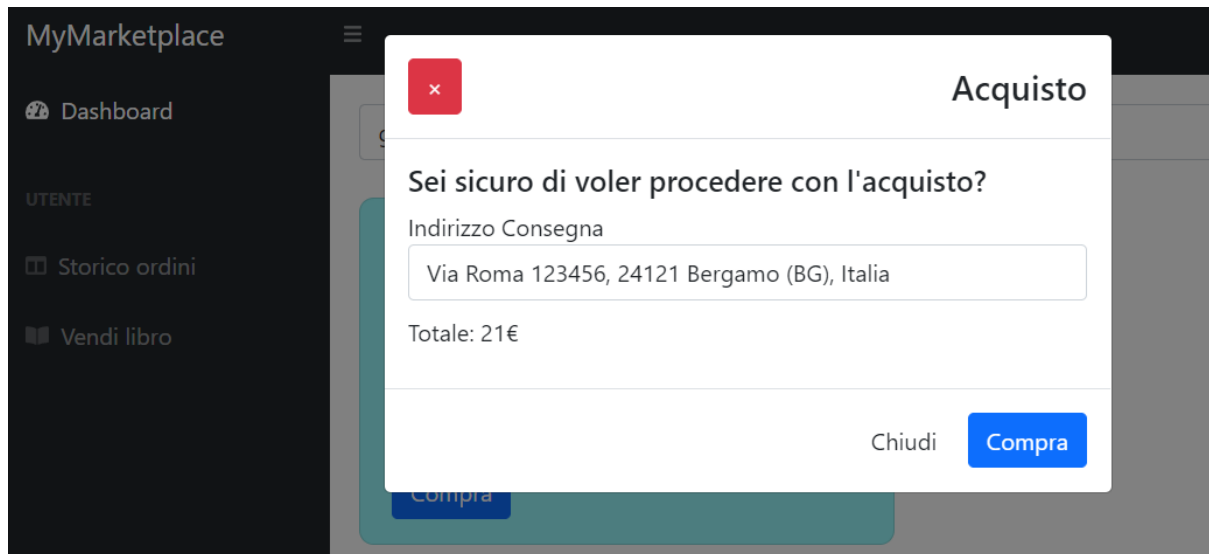 MyMarketplace
Dashboard
UTENTE
Storico ordini
Vendi libro
×
Acquisto
Sei sicuro di voler procedere con l'acquisto?
Indirizzo Consegna
Via Roma 123456, 24121 Bergamo (BG), Italia
Totale: 21€
Chiudi
Compra
Compra